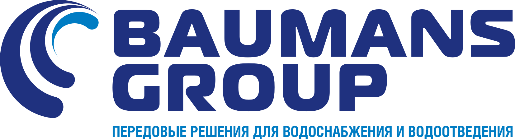 BAUMANS
GROUP
ПЕРЕДОВЫЕ РЕШЕНИЯ ДЛЯ ВОДОСНАБЖЕНИЯ И ВОДООТВЕДЕНИЯ